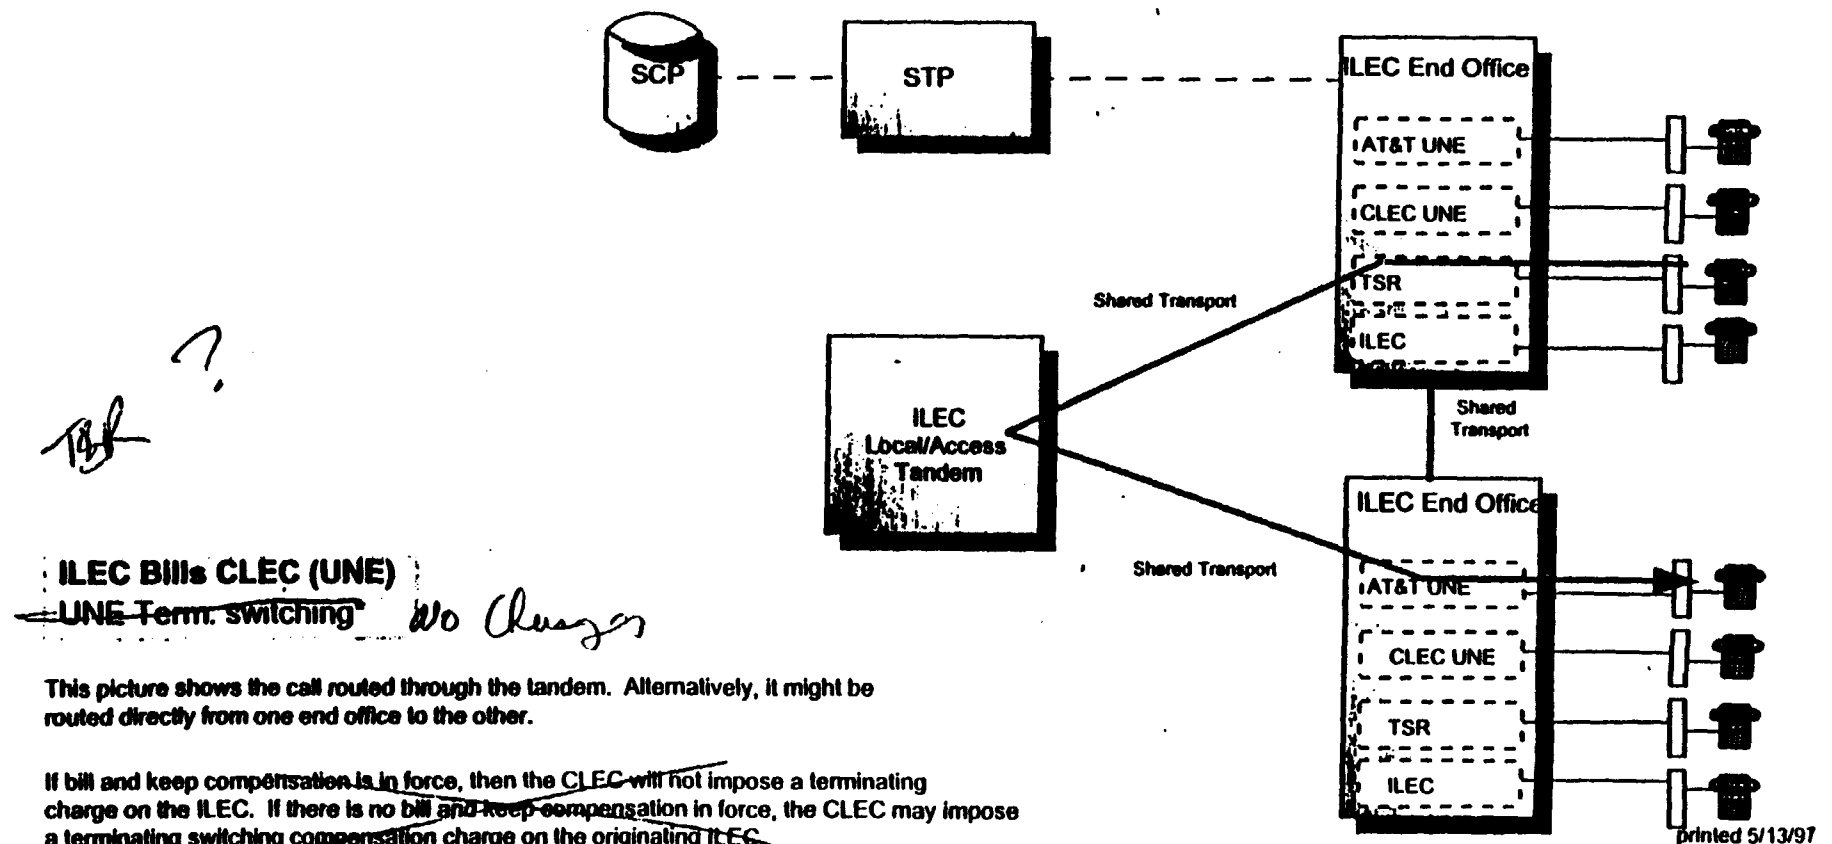 SCP
STP
ILEC End Office
AT&T UNE
CLEC UNE
TSR
ILEC
Shared Transport
ILEC
Local/Access
Tandem
Shared
Transport
Shared Transport
ILEC End Office
AT&T UNE
CLEC UNE
TSR
ILEC
?
TSR
ILEC Bills CLEC (UNE)
UNE Term. switching
No Charges
This picture shows the call routed through the tandem. Alternatively, it might be
routed directly from one end office to the other.
If bill and keep compensation is in force, then the CLEC will not impose a terminating
charge on the ILEC. If there is no bill and keep compensation in force, the CLEC may impose
a terminating switching compensation charge on the originating ILEC.
printed 5/13/97